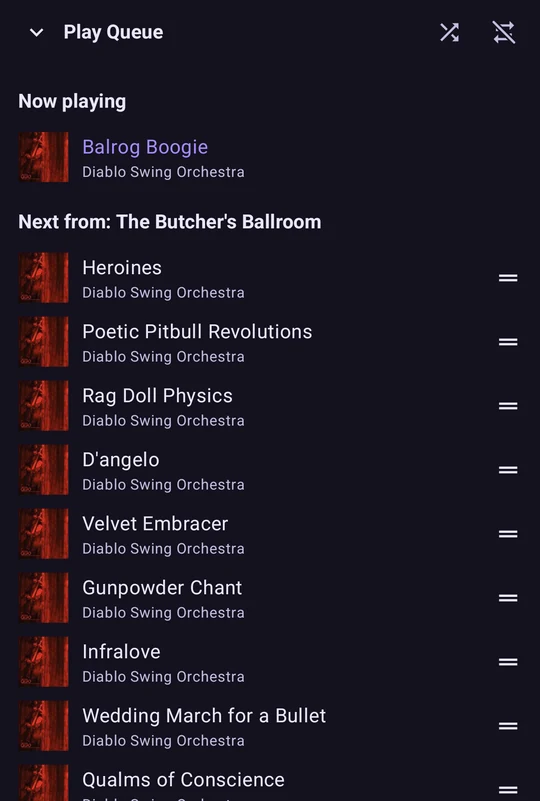 Play Queue
Now playing
Balrog Boogie
Diablo Swing Orchestra
Next from: The Butcher's Ballroom
Heroines
Diablo Swing Orchestra
Poetic Pitbull Revolutions
Diablo Swing Orchestra
Rag Doll Physics
Diablo Swing Orchestra
D'angelo
Diablo Swing Orchestra
Velvet Embracer
Diablo Swing Orchestra
Gunpowder Chant
Diablo Swing Orchestra
Infralove
Diablo Swing Orchestra
Wedding March for a Bullet
Diablo Swing Orchestra
Qualms of Conscience